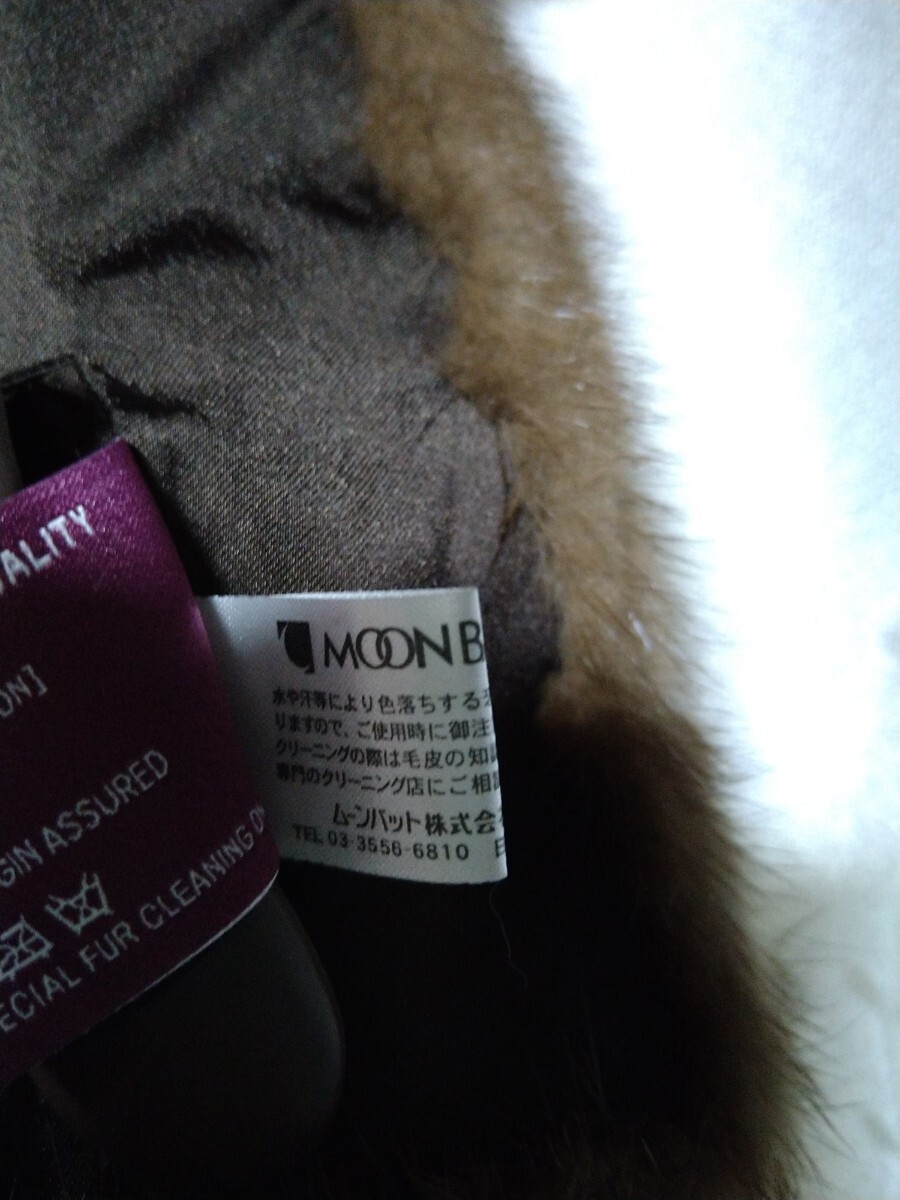 ALITY
ON]
GIN ASSURED
ECIAL FUR CLEANING ON
MOON B
水や汗等により色落ちする
りますので、ご使用時に御注
クリーニングの際は毛皮の知
専門のクリーニング店にご相談
ムーンバット株式会
TEL 03-3556-6810